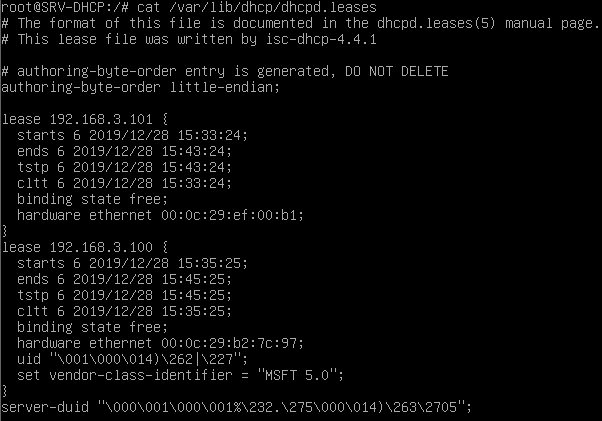 root@SRV-DHCP:/# cat /var/lib/dhcp/dhcpd.leases
# The format of this file is documented in the dhcpd.leases(5) manual page.
# This lease file was written by isc-dhcp-4.4.1

# authoring-byte-order entry is generated, DO NOT DELETE
authoring-byte-order little-endian;

lease 192.168.3.101 {
  starts 6 2019/12/28 15:33:24;
  ends 6 2019/12/28 15:43:24;
  tstp 6 2019/12/28 15:43:24;
  cltt 6 2019/12/28 15:33:24;
  binding state free;
  hardware ethernet 00:0c:29:ef:00:b1;
}
lease 192.168.3.100 {
  starts 6 2019/12/28 15:35:25;
  ends 6 2019/12/28 15:45:25;
  tstp 6 2019/12/28 15:45:25;
  cltt 6 2019/12/28 15:35:25;
  binding state free;
  hardware ethernet 00:0c:29:b2:7c:97;
  uid "\001\000\014)\262|\227";
  set vendor-class-identifier = "MSFT 5.0";
}
server-duid "\000\001\000\001%\232.\275\000\014)\263\2705";